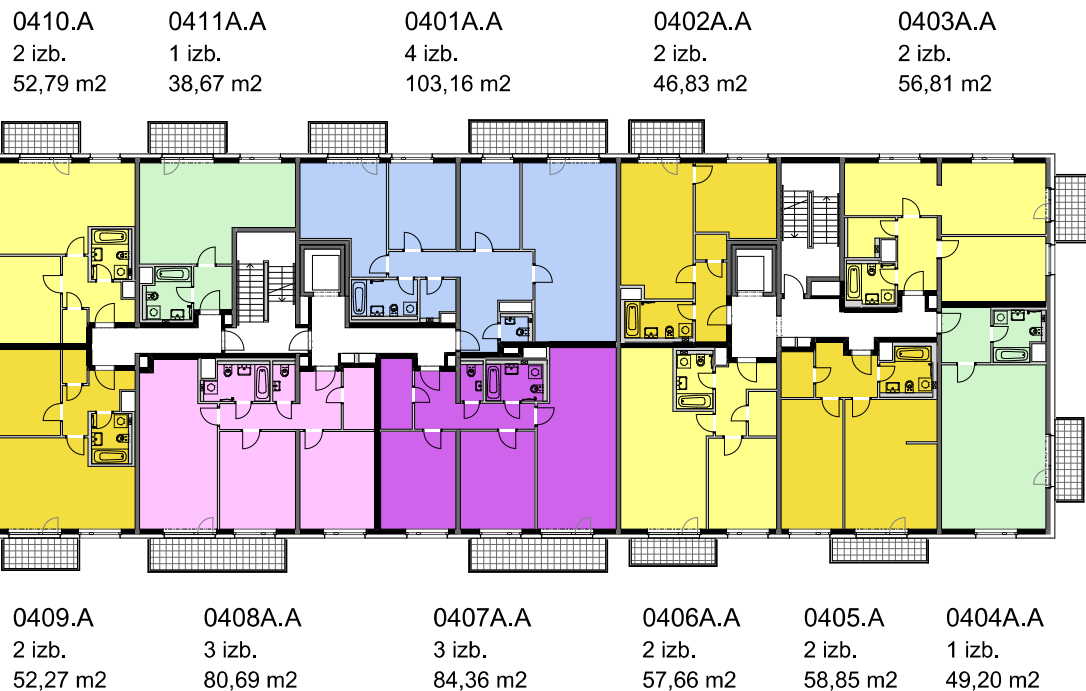 0410.A
2 izb.
52,79 m2
0411A.A
1 izb.
38,67 m2
0401A.A
4 izb.
103,16 m2
0402A.A
2 izb.
46,83 m2
0403A.A
2 izb.
56,81 m2
0409.A
2 izb.
52,27 m2
0408A.A
3 izb.
80,69 m2
0407A.A
3 izb.
84,36 m2
0406A.A
2 izb.
57,66 m2
0405.A
2 izb.
58,85 m2
0404A.A
1 izb.
49,20 m2